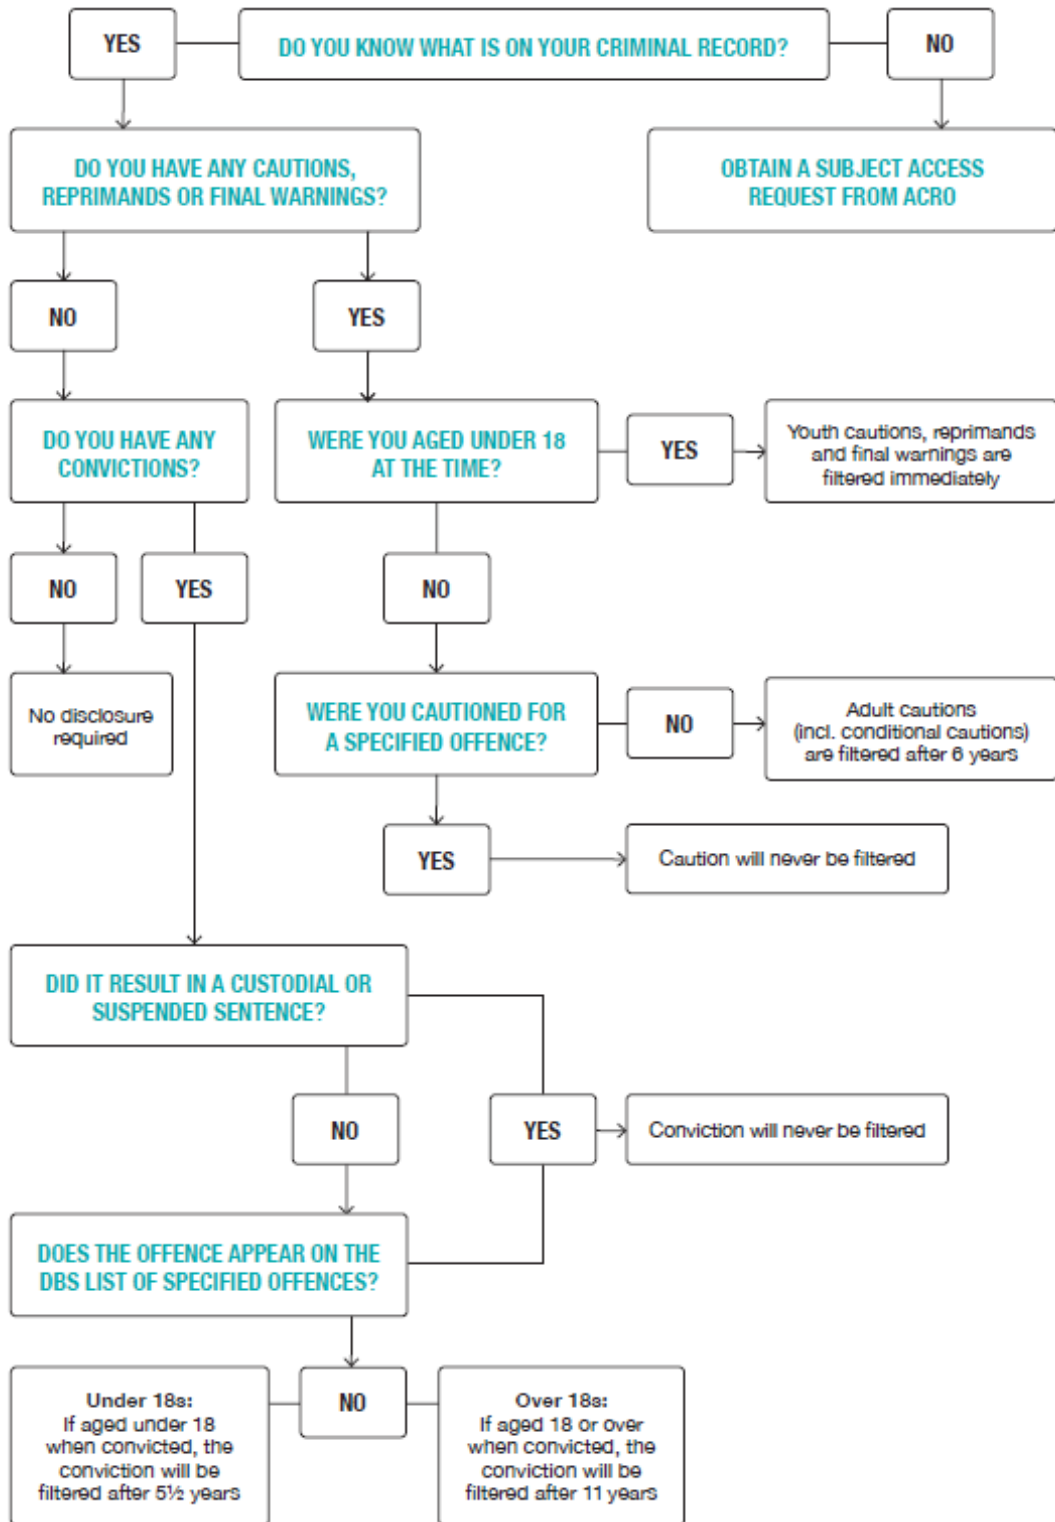 YES
DO YOU KNOW WHAT IS ON YOUR CRIMINAL RECORD?
NO
DO YOU HAVE ANY CAUTIONS,
REPRIMANDS OR FINAL WARNINGS?
OBTAIN A SUBJECT ACCESS
REQUEST FROM ACRO
NO
YES
DO YOU HAVE ANY
CONVICTIONS?
WERE YOU AGED UNDER 18
AT THE TIME?
YES
Youth cautions, reprimands
and final warnings are
filtered immediately
NO
YES
NO
No disclosure
required
WERE YOU CAUTIONED FOR
A SPECIFIED OFFENCE?
NO
Adult cautions
(incl. conditional cautions)
are filtered after 6 years
YES
Caution will never be filtered
DID IT RESULT IN A CUSTODIAL OR
SUSPENDED SENTENCE?
NO
YES
Conviction will never be filtered
DOES THE OFFENCE APPEAR ON THE
DBS LIST OF SPECIFIED OFFENCES?
Under 18s:
If aged under 18
when convicted, the
conviction will be
filtered after 5½ years
NO
Over 18s:
If aged 18 or over
when convicted, the
conviction will be
filtered after 11 years